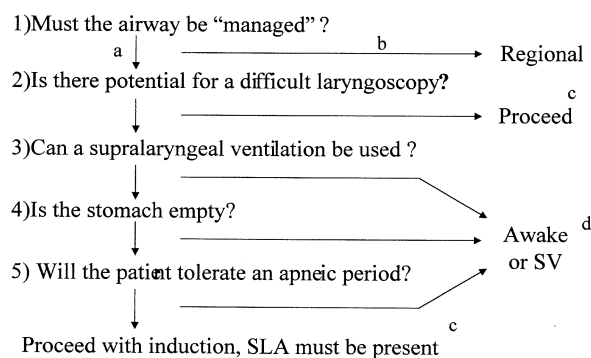 1)Must the airway be “managed” ?
a
b
Regional
2)Is there potential for a difficult laryngoscopy?
c
Proceed
3)Can a supralaryngeal ventilation be used ?
4)Is the stomach empty?
d
Awake
or SV
5) Will the patient tolerate an apneic period?
c
Proceed with induction, SLA must be present